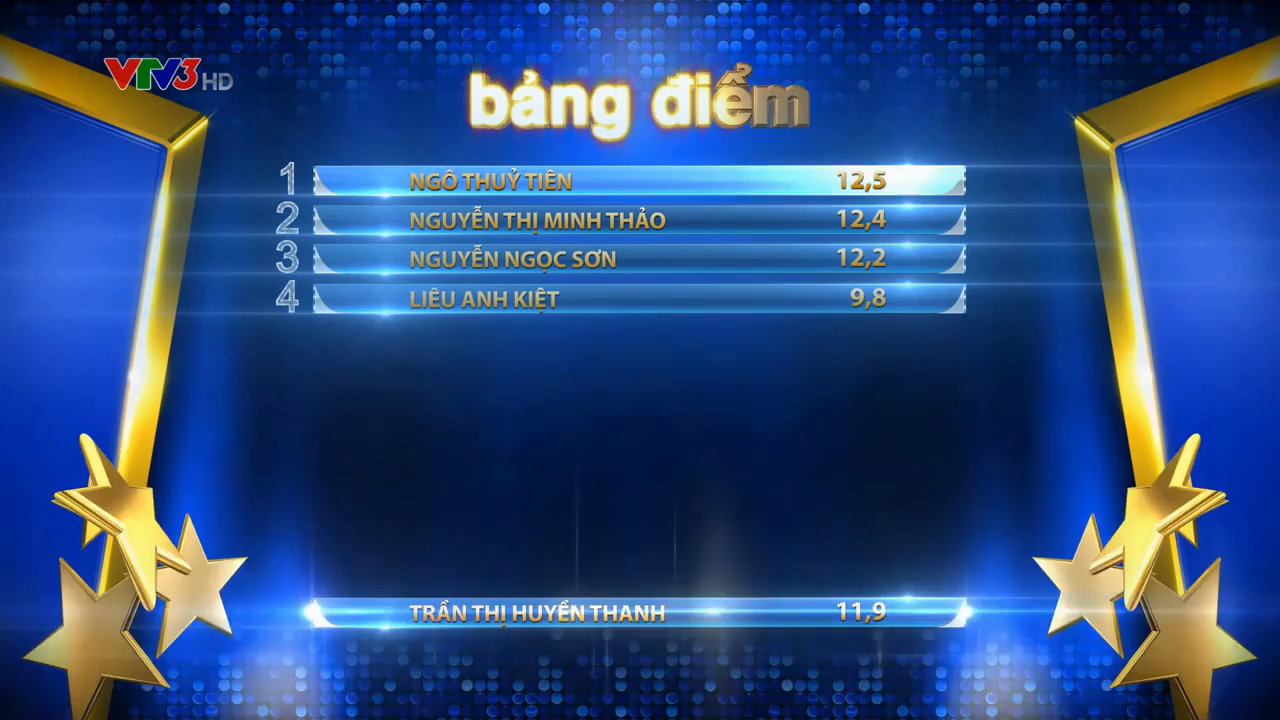 VTV3 HD
bảng điểm
1 NGÔ THUỶ TIÊN 12,5
2 NGUYỄN THỊ MINH THẢO 12,4
3 NGUYỄN NGỌC SƠN 12,2
4 LIÊU ANH KIỆT 9,8
TRẦN THỊ HUYỀN THANH 11,9